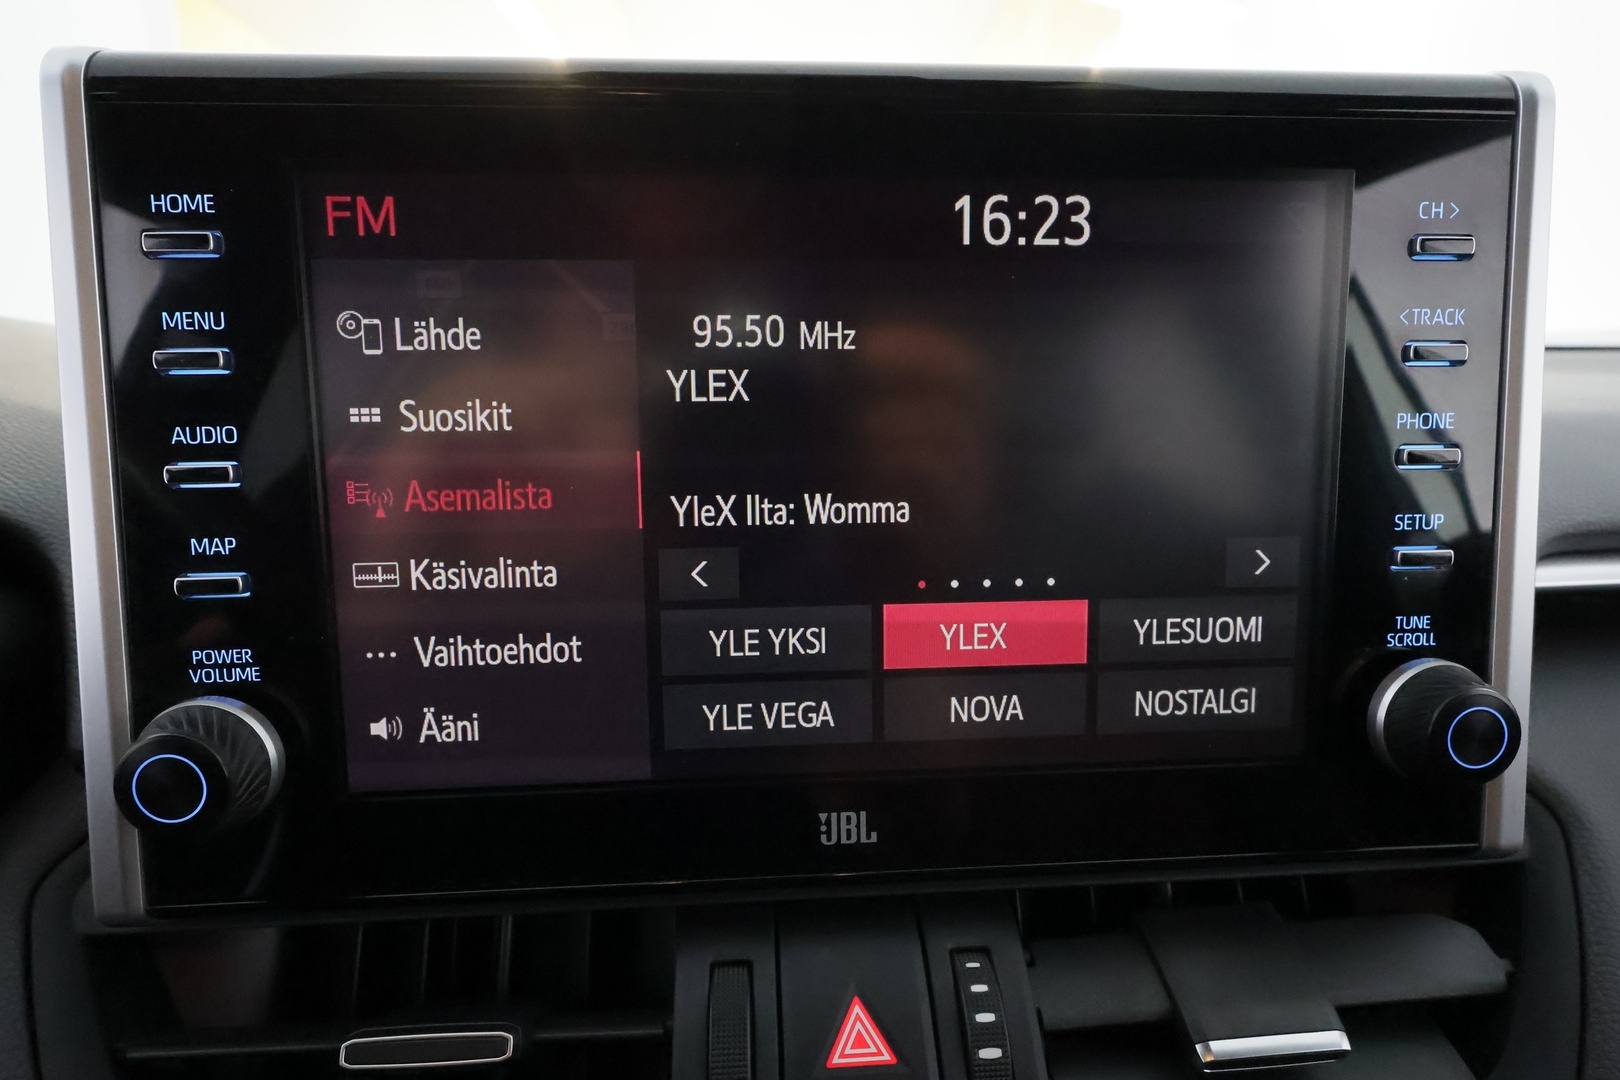 HOME
MENU
AUDIO
MAP
POWER
VOLUME
FM
16:23
Lähde
Suosikit
Asemalista
Käsivalinta
Vaihtoehdot
Ääni
95.50 MHz
YLEX
YleX Ilta: Womma
<
>
YLE YKSI
YLEX
YLESUOMI
YLE VEGA
NOVA
NOSTALGI
CH >
< TRACK
PHONE
SETUP
TUNE
SCROLL
JBL